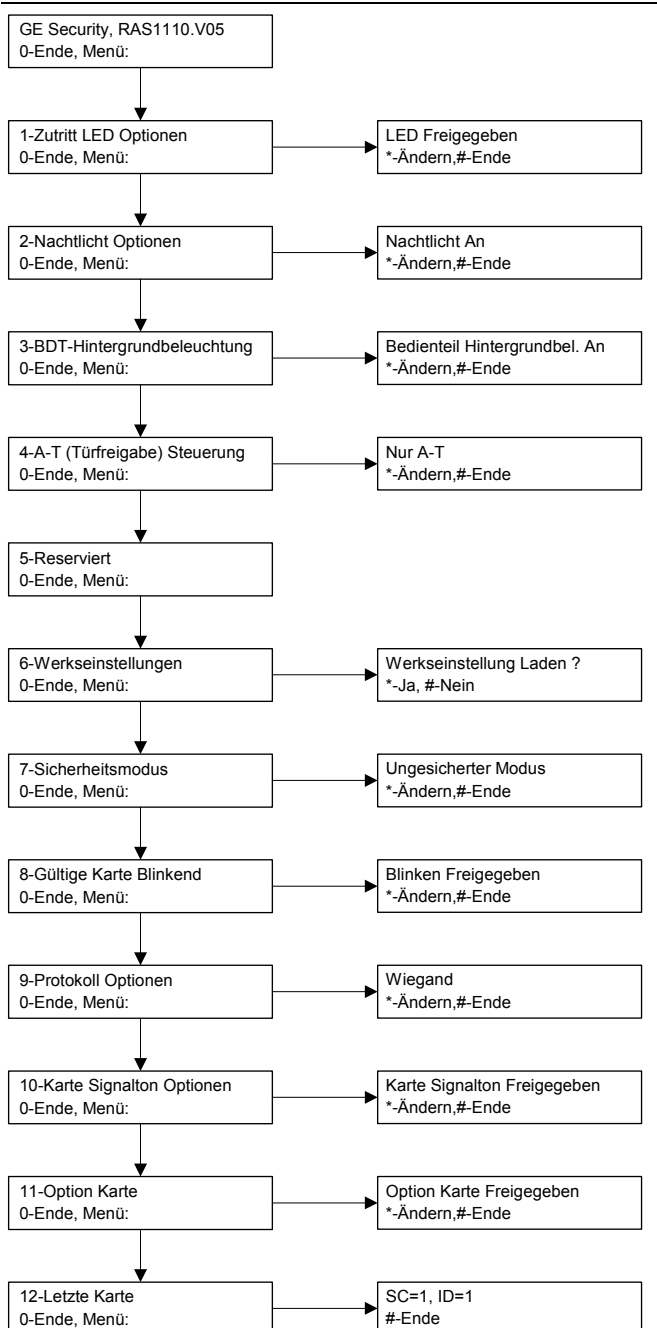 GE Security, RAS1110.V05
0-Ende, Menü:
1-Zutritt LED Optionen
0-Ende, Menü:
LED Freigegeben
*-Ändern,#-Ende
2-Nachtlicht Optionen
0-Ende, Menü:
Nachtlicht An
*-Ändern,#-Ende
3-BDT-Hintergrundbeleuchtung
0-Ende, Menü:
Bedienteil Hintergrundbel. An
*-Ändern,#-Ende
4-A-T (Türfreigabe) Steuerung
0-Ende, Menü:
Nur A-T
*-Ändern,#-Ende
5-Reserviert
0-Ende, Menü:
6-Werkseinstellungen
0-Ende, Menü:
Werkseinstellung Laden ?
*-Ja, #-Nein
7-Sicherheitsmodus
0-Ende, Menü:
Ungesicherter Modus
*-Ändern,#-Ende
8-Gültige Karte Blinkend
0-Ende, Menü:
Blinken Freigegeben
*-Ändern,#-Ende
9-Protokoll Optionen
0-Ende, Menü:
Wiegand
*-Ändern,#-Ende
10-Karte Signalton Optionen
0-Ende, Menü:
Karte Signalton Freigegeben
*-Ändern,#-Ende
11-Option Karte
0-Ende, Menü:
Option Karte Freigegeben
*-Ändern,#-Ende
12-Letzte Karte
0-Ende, Menü:
SC=1, ID=1
#-Ende